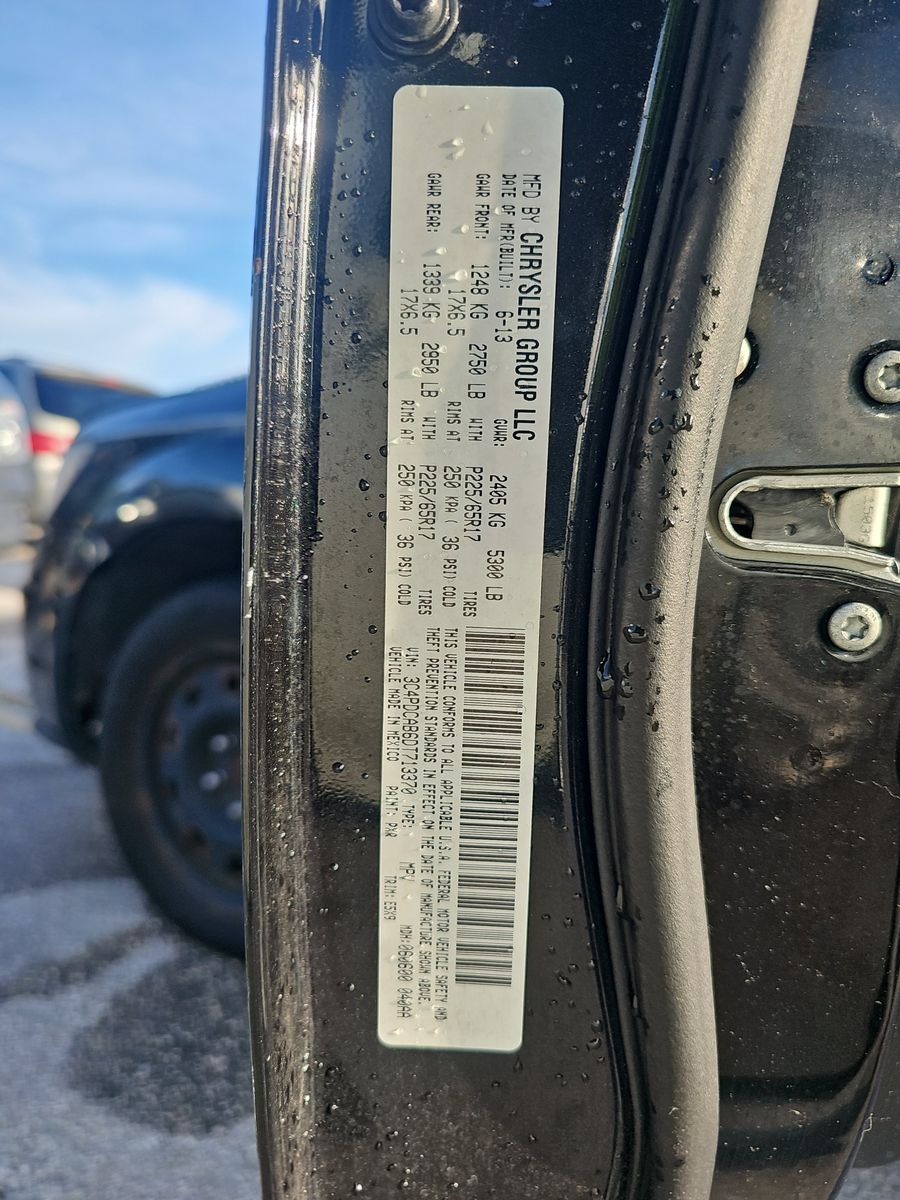 MFD BY CHRYSLER GROUP LLC
DATE OF MFR(BUILT): 6-13 GVWR: 2405 KG 5300 LB
GAWR FRONT: 1248 KG 2750 LB WITH P225/65R17 TIRES
17X6.5 RIMS AT: 250 KPA ( 36 PSI) COLD
GAWR REAR: 1339 KG 2950 LB WITH P225/65R17 TIRES
17X6.5 RIMS AT: 250 KPA ( 36 PSI) COLD
THIS VEHICLE CONFORMS TO ALL APPLICABLE U.S.A. FEDERAL MOTOR VEHICLE SAFETY AND
THEFT PREVENTION STANDARDS IN EFFECT ON THE DATE OF MANUFACTURE SHOWN ABOVE.
VIN: 3C4PDCAB6DT713370 TYPE: MPV MDH:060600 040AA
VEHICLE MADE IN MEXICO PAINT: PXR TRIM: E5X9